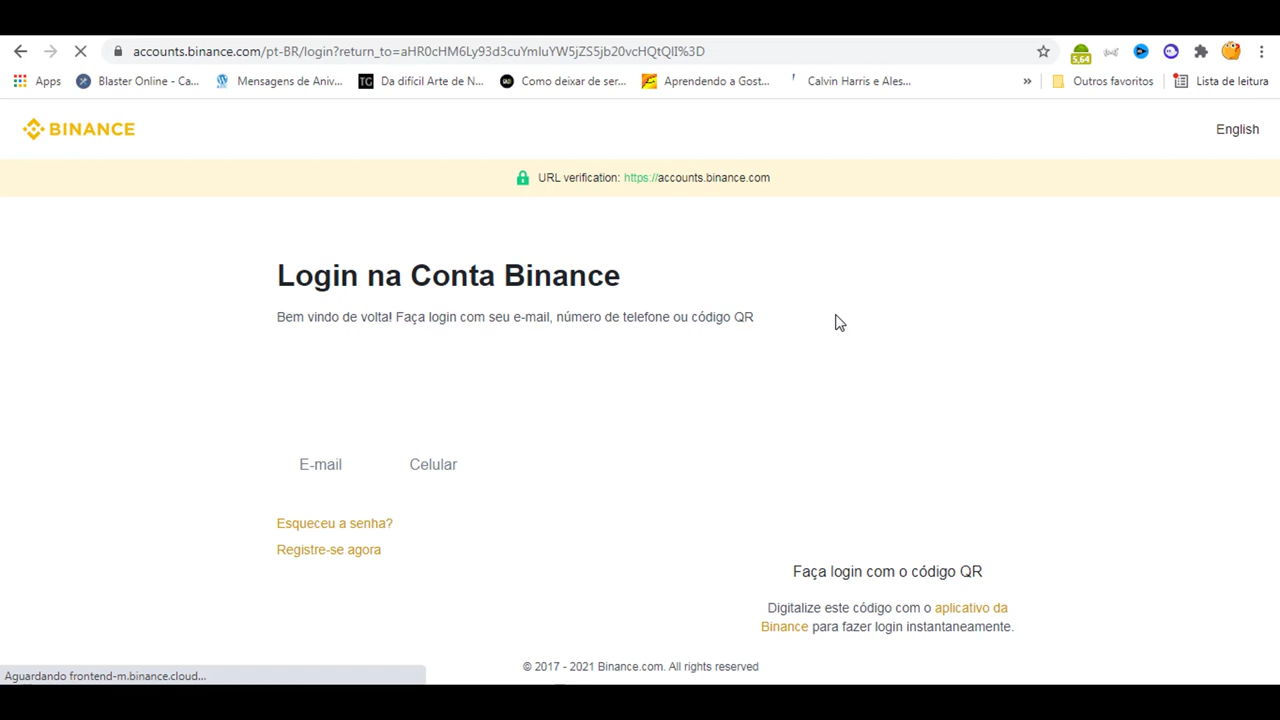 accounts.binance.com/pt-BR/login?return_to=aHR0cHM6Ly93d3cuYmluYW5jZS5jb20vcHQtQlI%3D
5,64
Apps
Blaster Online - Ca...
Mensagens de Aniv...
TG
Da difícil Arte de N...
Como deixar de ser...
Aprendendo a Gost...
Calvin Harris e Ales...
»
Outros favoritos
Lista de leitura
BINANCE
English
URL verification: https://accounts.binance.com
Login na Conta Binance
Bem vindo de volta! Faça login com seu e-mail, número de telefone ou código QR
E-mail
Celular
Esqueceu a senha?
Registre-se agora
Faça login com o código QR
Digitalize este código com o aplicativo da
Binance para fazer login instantaneamente.
© 2017 - 2021 Binance.com. All rights reserved
Aguardando frontend-m.binance.cloud...